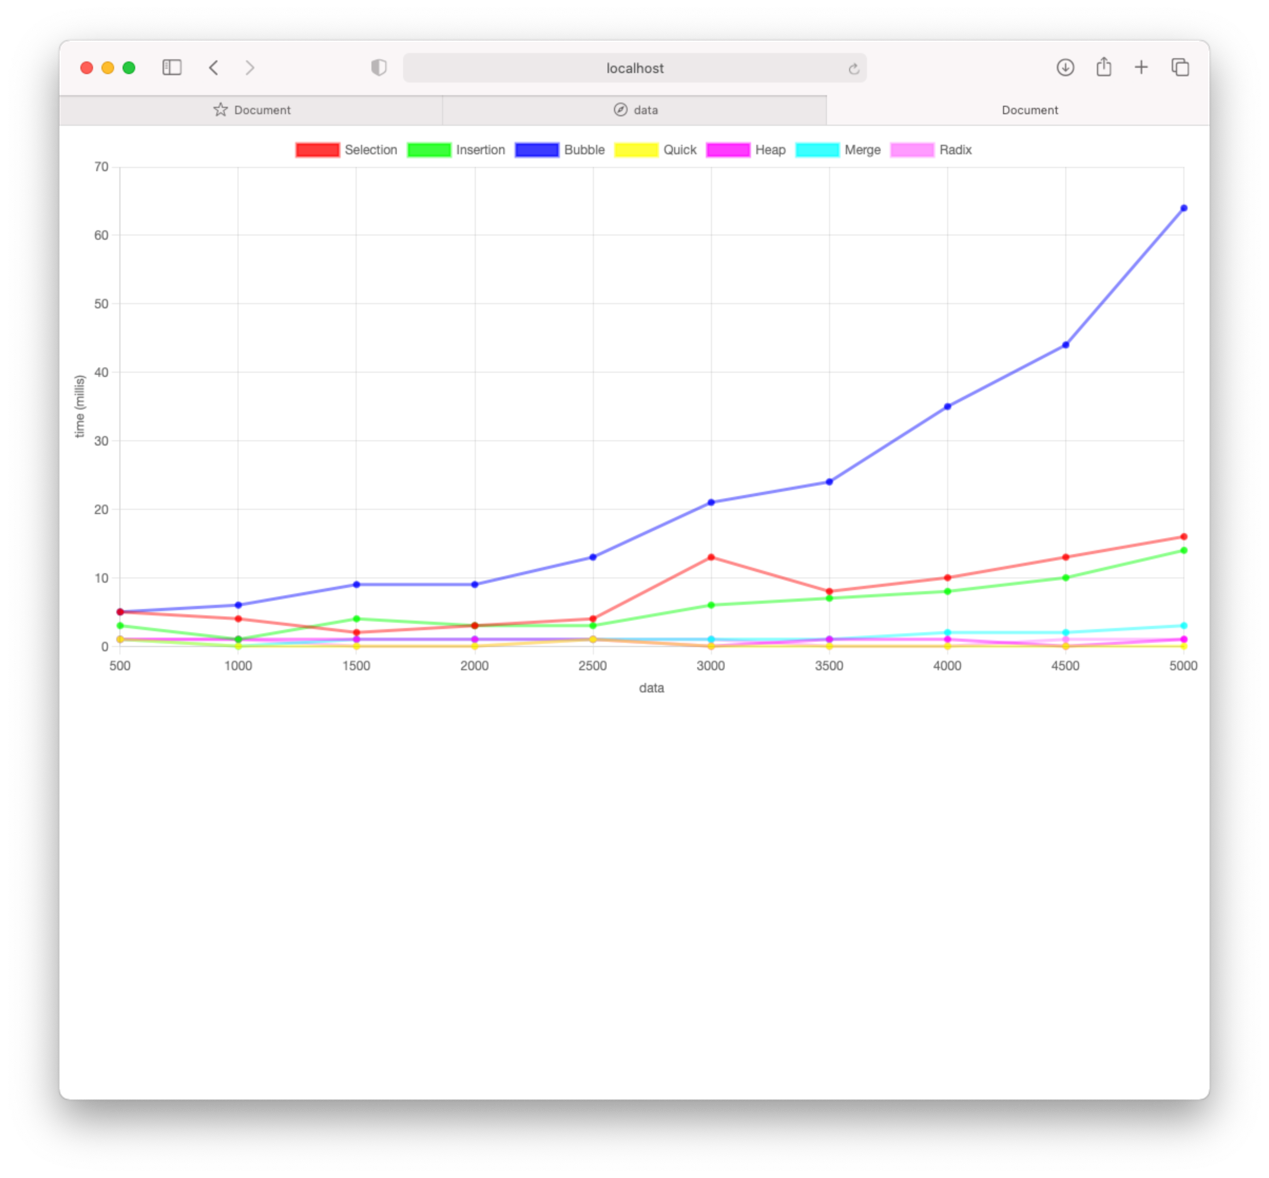 localhost
Document
data
Document
Selection Insertion Bubble Quick Heap Merge Radix
70
60
50
40
30
20
10
0
time (millis)
500 1000 1500 2000 2500 3000 3500 4000 4500 5000
data